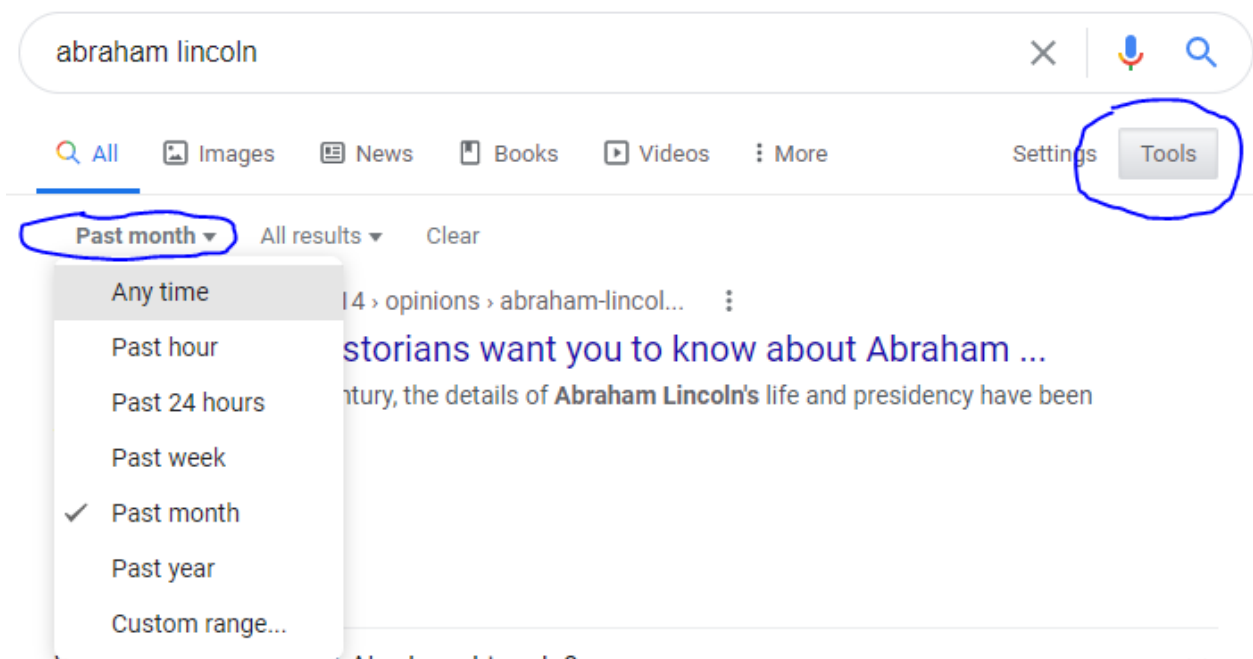 abraham lincoln
All Images News Books Videos More Settings Tools
Past month All results Clear
Any time
14 › opinions › abraham-lincol...
Past hour
storians want you to know about Abraham ...
Past 24 hours
ntury, the details of Abraham Lincoln's life and presidency have been
Past week
Past month
Past year
Custom range...